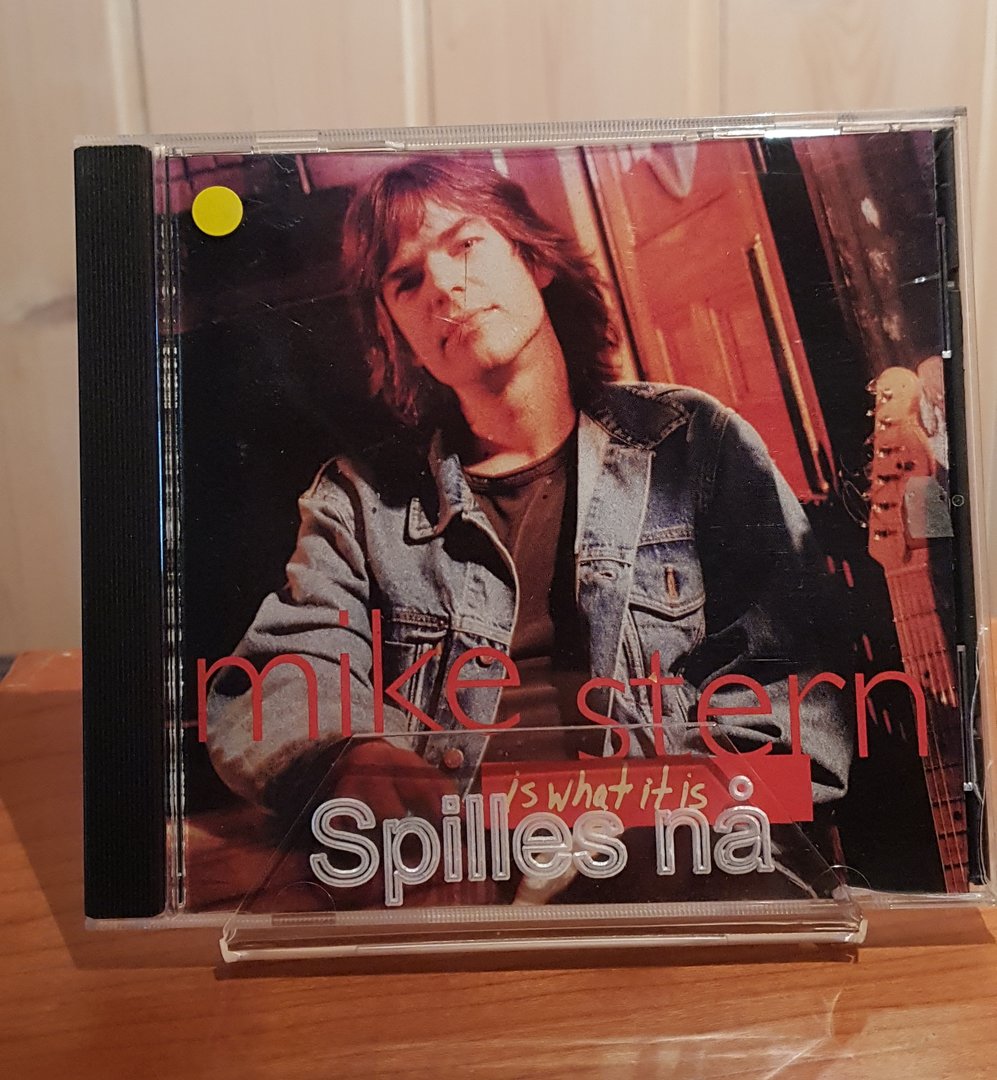 mike stern
is what it is
Spilles nå